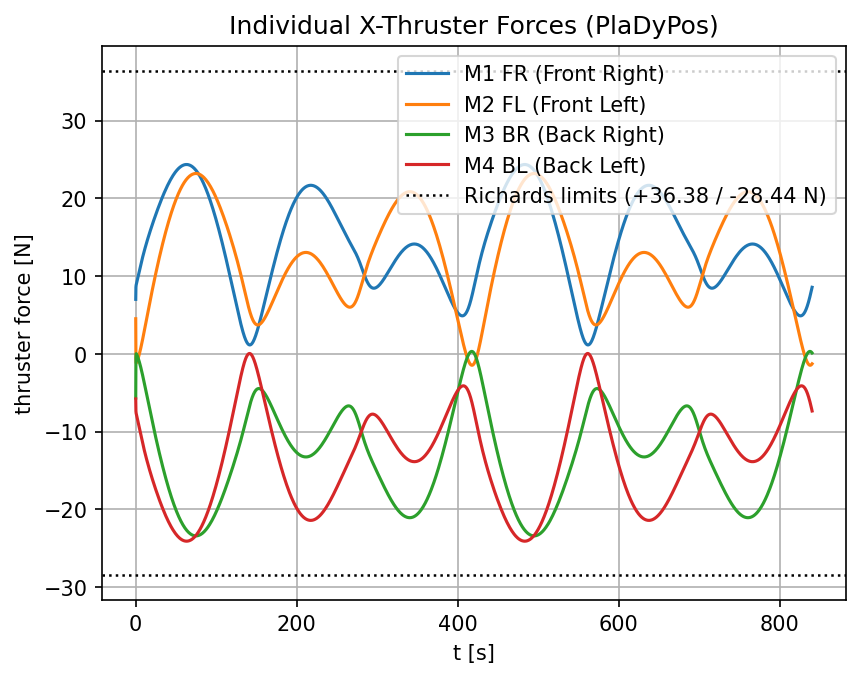 Individual X-Thruster Forces (PlaDyPos)
M1 FR (Front Right)
M2 FL (Front Left)
M3 BR (Back Right)
M4 BL (Back Left)
Richards limits (+36.38 / -28.44 N)
thruster force [N]
30
20
10
0
−10
−20
−30
0 200 400 600 800
t [s]